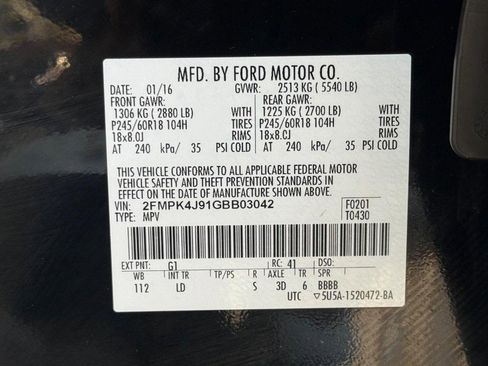 MFD. BY FORD MOTOR CO.
DATE: 01/16 GVWR: 2513 KG ( 5540 LB)
FRONT GAWR: REAR GAWR:
1306 KG ( 2880 LB) 1225 KG ( 2700 LB)
P245/60R18 104H TIRES P245/60R18 104H TIRES
18x8.0J RIMS 18x8.0J RIMS
AT 240 kPa/ 35 PSI COLD AT 240 kPa/ 35 PSI COLD
THIS VEHICLE CONFORMS TO ALL APPLICABLE FEDERAL MOTOR
VEHICLE SAFETY AND THEFT PREVENTION STANDARDS IN
EFFECT ON THE DATE OF MANUFACTURE SHOWN ABOVE.
VIN: 2FMPK4J91GBB03042 F0201
TYPE: MPV T0430
EXT PNT: G1 RC: 41 DSO:
WB INT TR TP/PS R AXLE TR SPR
112 LD S 3D 6 BBBB
UTC ▽5U5A-1520472-BA